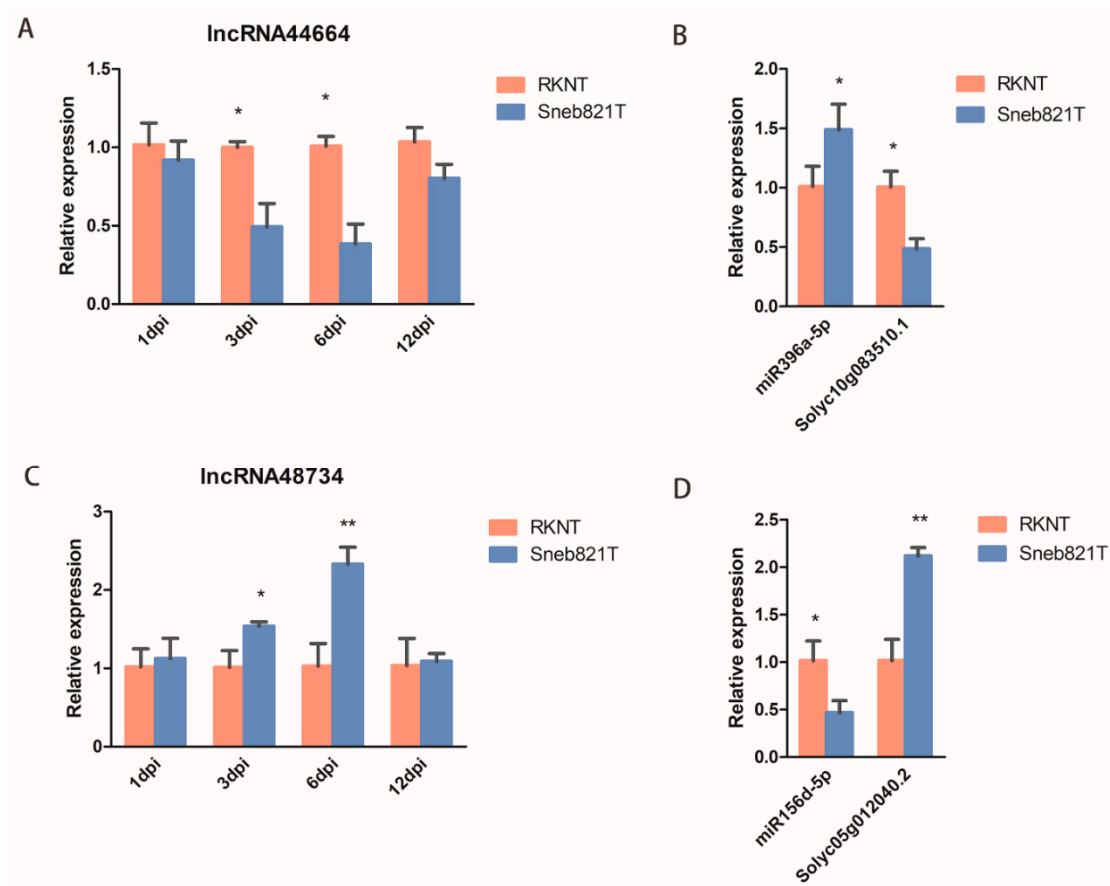 A
lncRNA44664
Relative expression
1.5
1.0
0.5
0.0
*
*
1dpi
3dpi
6dpi
12dpi
RKNT
Sneb821T
B
Relative expression
2.0
1.5
1.0
0.5
0.0
*
*
miR396a-5p
Solyc10g083510.1
RKNT
Sneb821T
C
lncRNA48734
Relative expression
3
2
1
0
*
**
1dpi
3dpi
6dpi
12dpi
RKNT
Sneb821T
D
Relative expression
2.5
2.0
1.5
1.0
0.5
0.0
*
**
miR156d-5p
Solyc05g012040.2
RKNT
Sneb821T